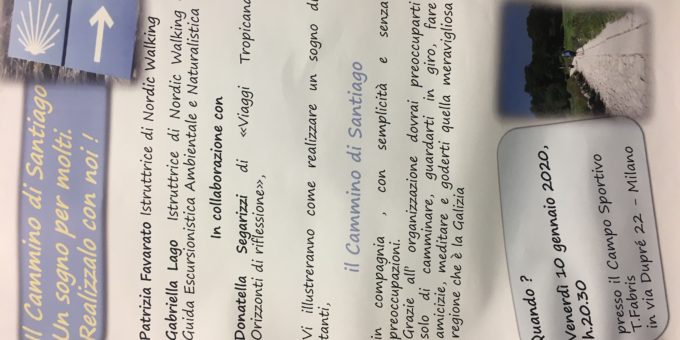 Il Cammino di Santiago
Un sogno per molti.
Realizzalo con noi !
Patrizia Favarato Istruttrice di Nordic Walking
Gabriella Lago Istruttrice di Nordic Walking
Guida Escursionistica Ambientale e Naturalistica
In collaborazione con
Donatella Segarizzi di «Viaggi Tropicana
Orizzonti di riflessione»,
Vi illustreranno come realizzare un sogno di
tanti,
il Cammino di Santiago
in compagnia , con semplicità e senza
preoccupazioni.
Grazie all' organizzazione dovrai preoccuparti
solo di camminare, guardarti in giro, fare
amicizie, meditare e goderti quella meravigliosa
regione che è la Galizia
Quando ?
Venerdì 10 gennaio 2020,
h.20.30
presso il Campo Sportivo
T.Fabris
in via Dupré 22 - Milano